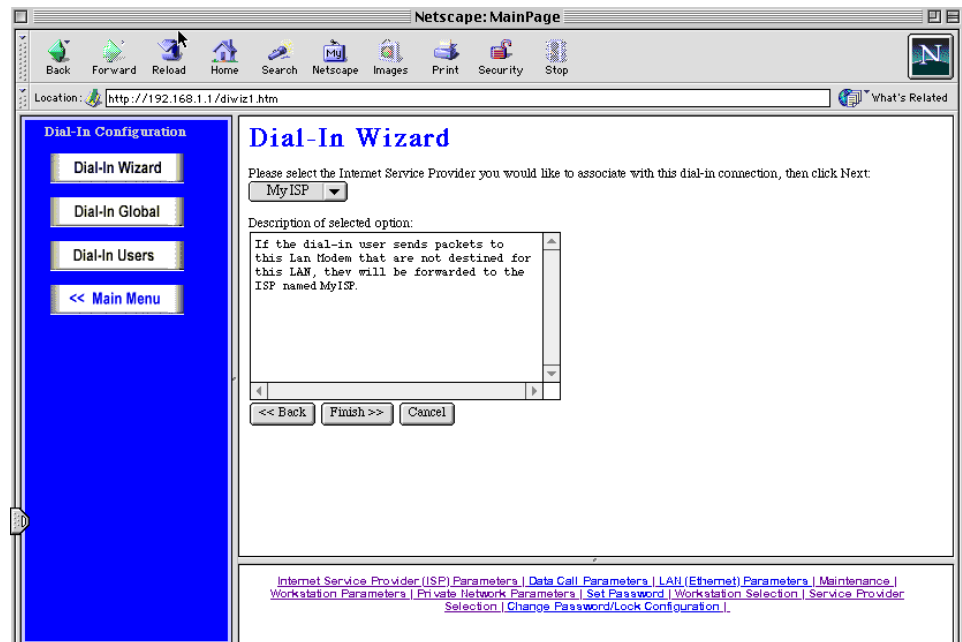 Netscape: MainPage
Back Forward Reload Home Search Netscape Images Print Security Stop
My
N
Location: http://192.168.1.1/diwiz1.htm What's Related
Dial-In Configuration
Dial-In Wizard
Dial-In Global
Dial-In Users
<< Main Menu
Dial-In Wizard
Please select the Internet Service Provider you would like to associate with this dial-in connection, then click Next:
MyISP
Description of selected option:
If the dial-in user sends packets to
this Lan Modem that are not destined for
this LAN, they will be forwarded to the
ISP named MyISP.
<< Back Finish >> Cancel
Internet Service Provider (ISP) Parameters | Data Call Parameters | LAN (Ethernet) Parameters | Maintenance |
Workstation Parameters | Private Network Parameters | Set Password | Workstation Selection | Service Provider
Selection | Change Password/Lock Configuration |